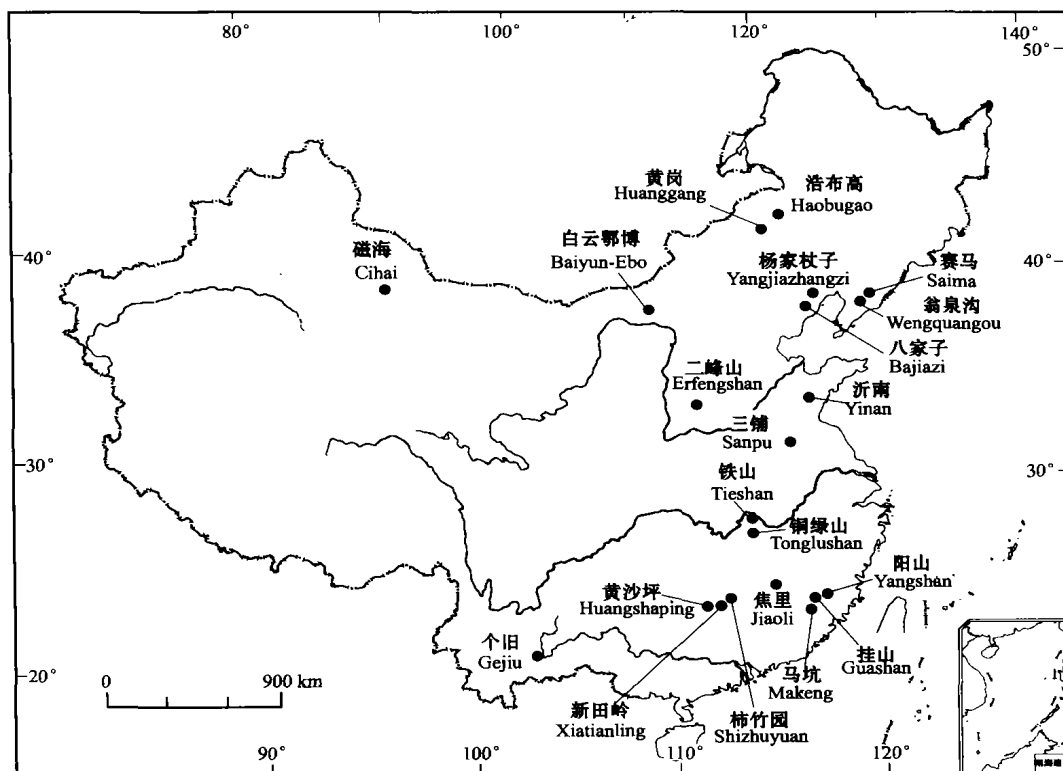 80°
100°
120°
140°
50°
黄岗
Huanggang
浩布高
Haobugao
40°
40°
磁海
Cihai
白云鄂博
Baiyun-Ebo
杨家杖子
Yangjiazhangzi
赛马
Saima
翁泉沟
Wengquangou
八家子
Bajiazi
二峰山
Erfengshan
沂南
Yinan
三铺
Sanpu
30°
30°
铁山
Tieshan
铜绿山
Tonglushan
阳山
Yangshan
黄沙坪
Huangshaping
焦里
Jiaoli
个旧
Gejiu
挂山
Guashan
马坑
Makeng
20°
20°
0
900 km
新田岭
Xiatianling
柿竹园
Shizhuyuan
90°
100°
110°
120°